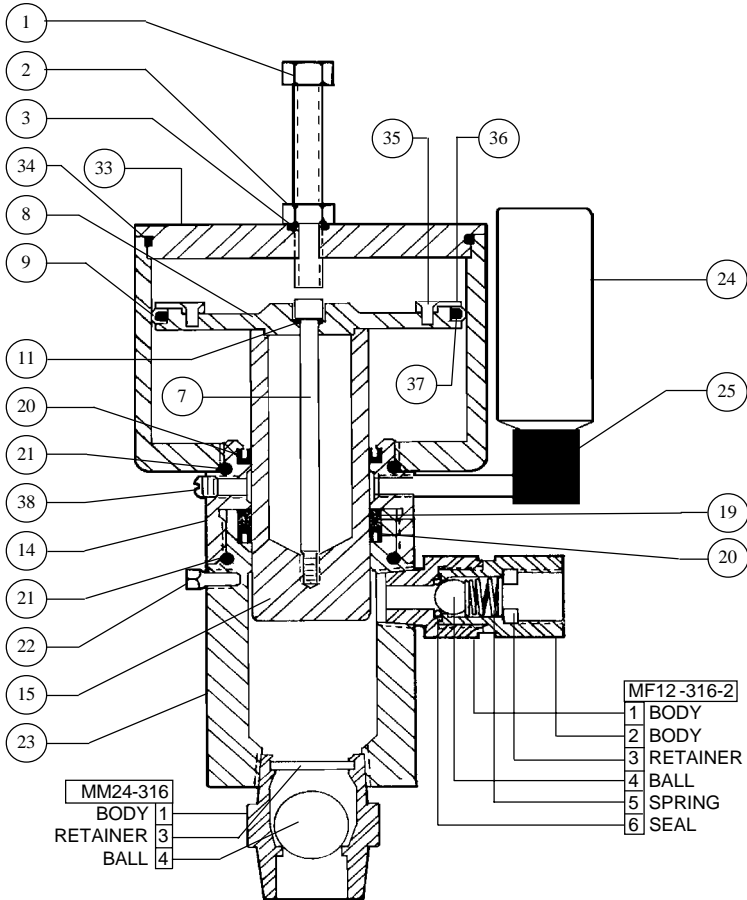 1
2
3
35
36
34
33
8
9
24
11
7
37
25
20
21
38
19
14
20
21
22
15
23
MF12-316-2
1 BODY
2 BODY
3 RETAINER
4 BALL
5 SPRING
6 SEAL
MM24-316
BODY 1
RETAINER 3
BALL 4